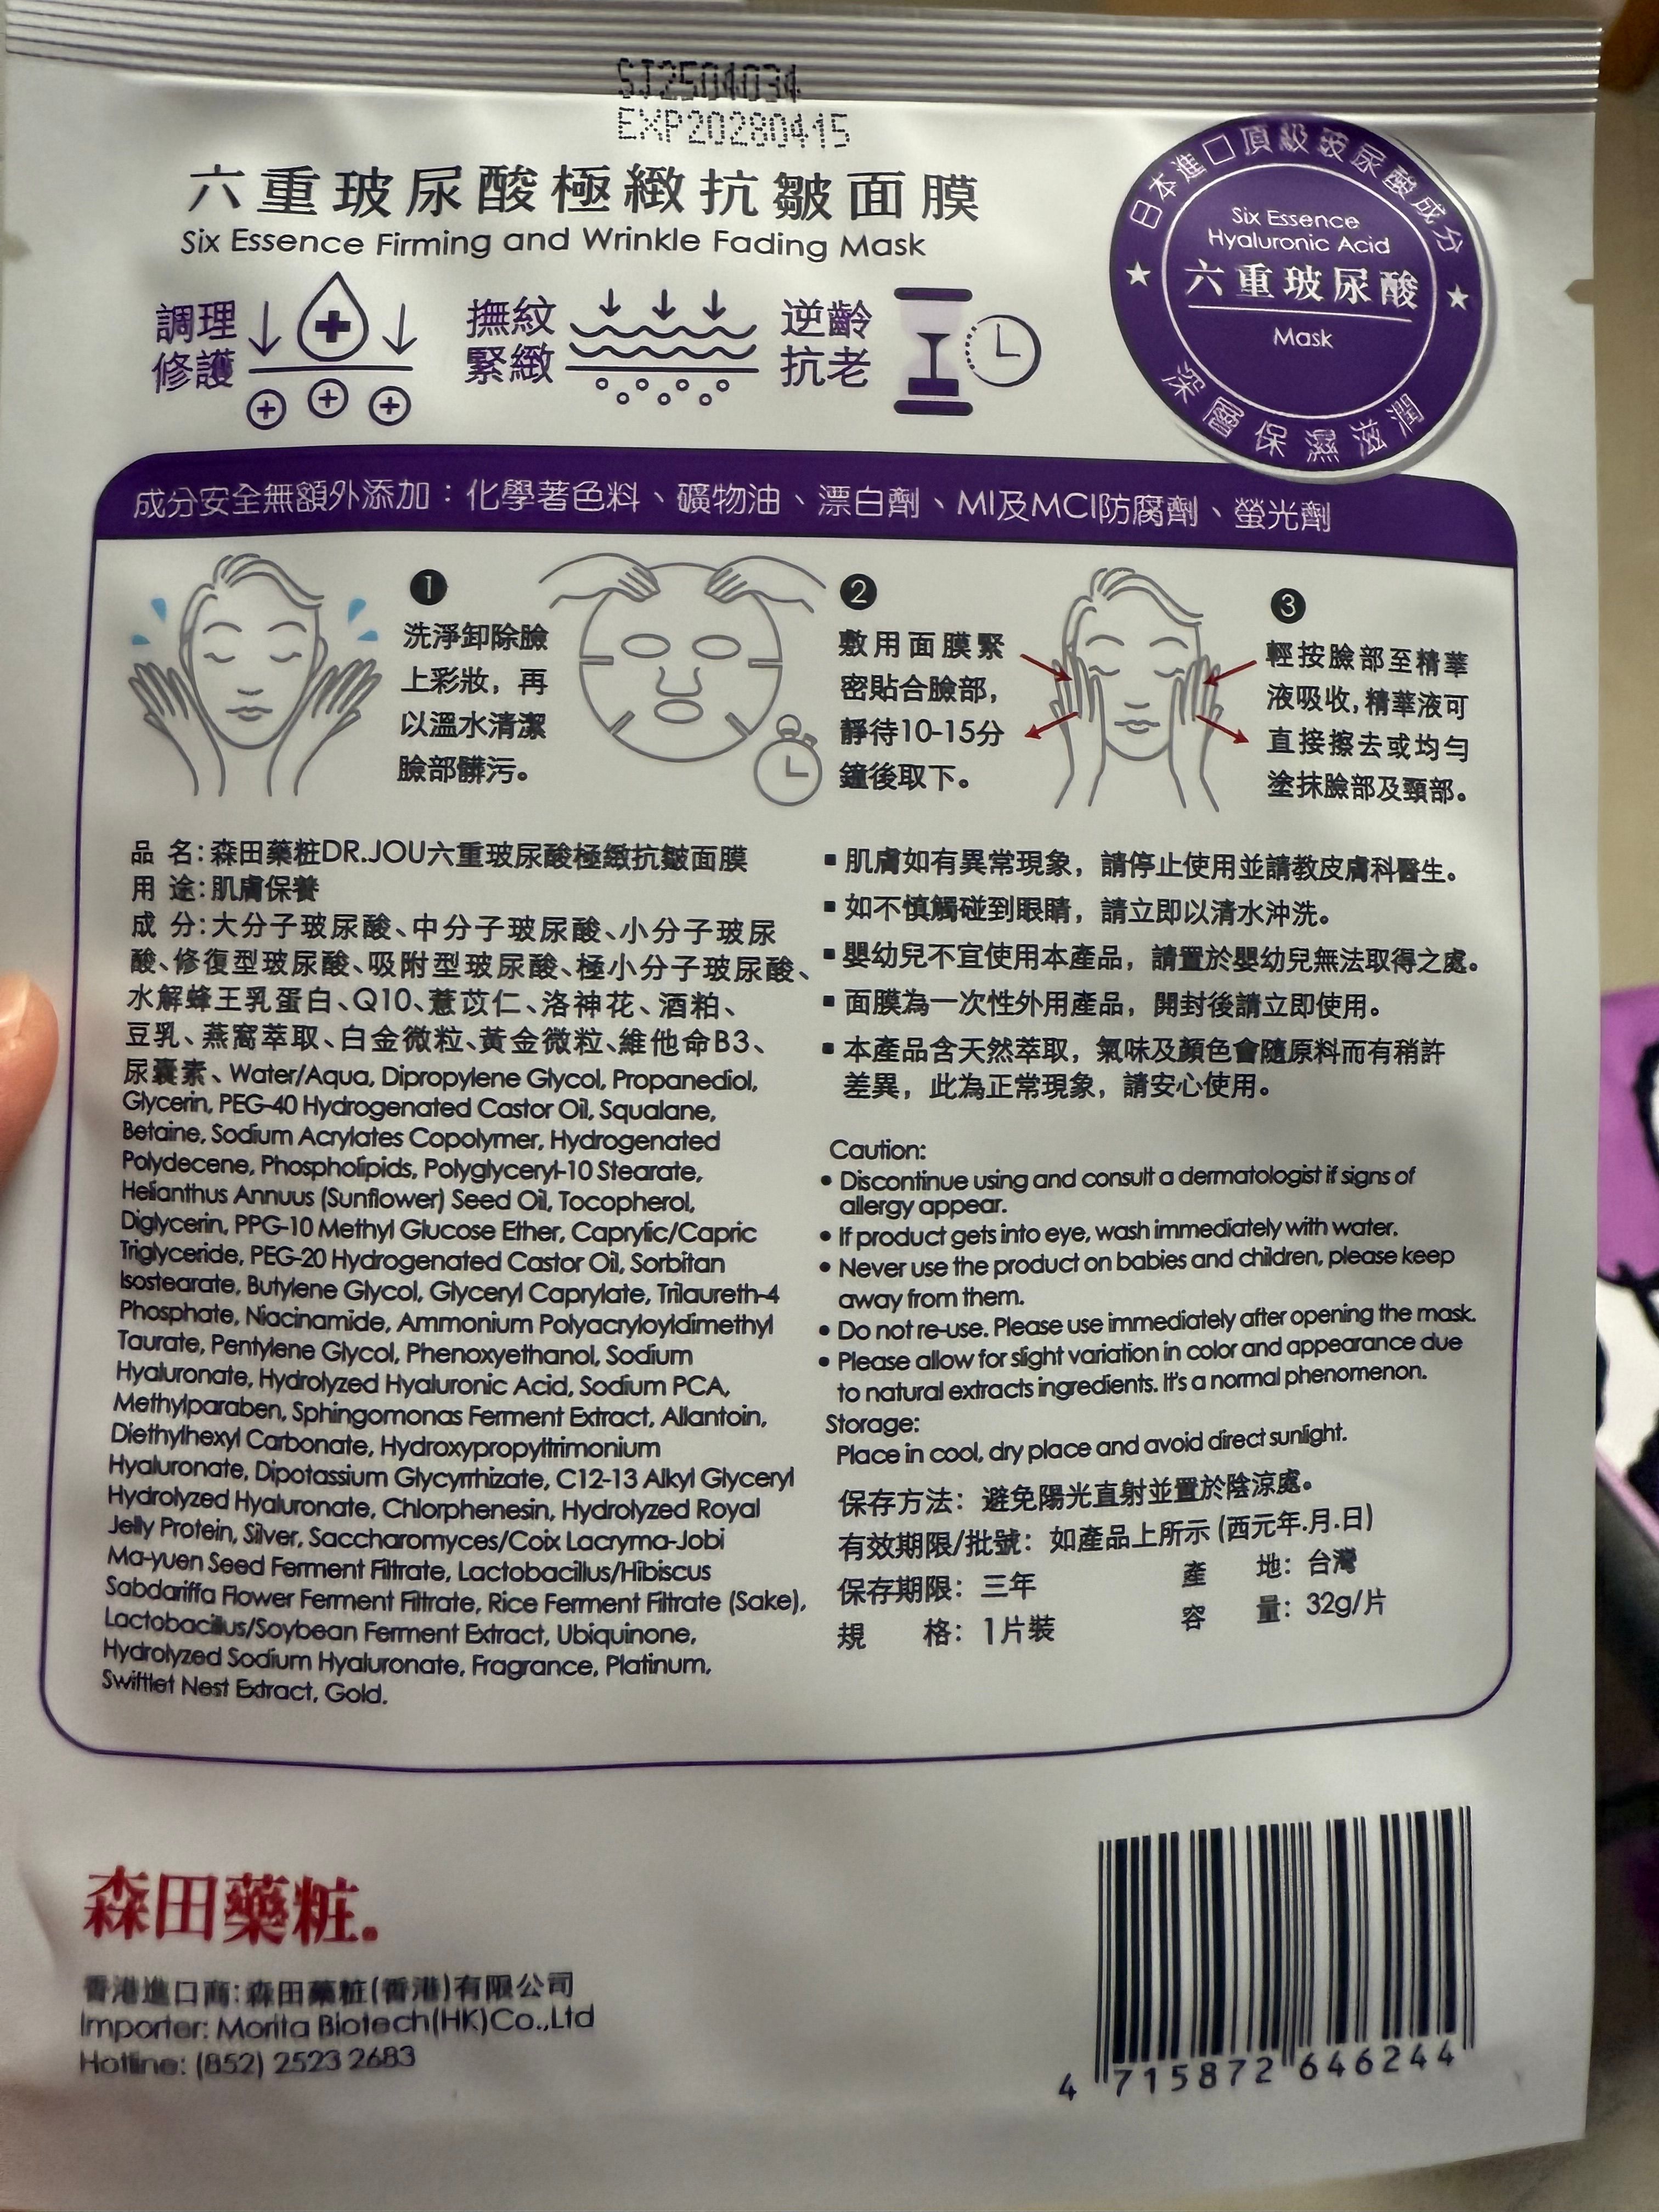 SJ2504034
EXP20280415
六重玻尿酸極緻抗皺面膜
Six Essence Firming and Wrinkle Fading Mask
日本進口頂級玻尿酸成分
Six Essence
Hyaluronic Acid
六重玻尿酸
Mask
深層保濕滋潤
調理
修護
撫紋
緊緻
逆齡
抗老
成分安全無額外添加：化學著色料、礦物油、漂白劑、MI及MCI防腐劑、螢光劑
1
洗淨卸除臉
上彩妝，再
以溫水清潔
臉部髒污。
2
敷用面膜緊
密貼合臉部，
靜待10-15分
鐘後取下。
3
輕按臉部至精華
液吸收，精華液可
直接擦去或均勻
塗抹臉部及頸部。
品 名：森田藥粧DR.JOU六重玻尿酸極緻抗皺面膜
用 途：肌膚保養
成 分：大分子玻尿酸、中分子玻尿酸、小分子玻尿
酸、修復型玻尿酸、吸附型玻尿酸、極小分子玻尿酸、
水解蜂王乳蛋白、Q10、薏苡仁、洛神花、酒粕、
豆乳、燕窩萃取、白金微粒、黃金微粒、維他命B3、
尿囊素、Water/Aqua, Dipropylene Glycol, Propanediol,
Glycerin, PEG-40 Hydrogenated Castor Oil, Squalane,
Betaine, Sodium Acrylates Copolymer, Hydrogenated
Polydecene, Phospholipids, Polyglyceryl-10 Stearate,
Helianthus Annuus (Sunflower) Seed Oil, Tocopherol,
Diglycerin, PPG-10 Methyl Glucose Ether, Caprylic/Capric
Triglyceride, PEG-20 Hydrogenated Castor Oil, Sorbitan
Isostearate, Butylene Glycol, Glyceryl Caprylate, Trilaureth-4
Phosphate, Niacinamide, Ammonium Polyacryloyldimethyl
Taurate, Pentylene Glycol, Phenoxyethanol, Sodium
Hyaluronate, Hydrolyzed Hyaluronic Acid, Sodium PCA,
Methylparaben, Sphingomonas Ferment Extract, Allantoin,
Diethylhexyl Carbonate, Hydroxypropyltrimonium
Hyaluronate, Dipotassium Glycyrrhizate, C12-13 Alkyl Glyceryl
Hydrolyzed Hyaluronate, Chlorphenesin, Hydrolyzed Royal
Jelly Protein, Silver, Saccharomyces/Coix Lacryma-Jobi
Ma-yuen Seed Ferment Filtrate, Lactobacillus/Hibiscus
Sabdariffa Flower Ferment Filtrate, Rice Ferment Filtrate (Sake),
Lactobacillus/Soybean Ferment Extract, Ubiquinone,
Hydrolyzed Sodium Hyaluronate, Fragrance, Platinum,
Swiftlet Nest Extract, Gold.
▪ 肌膚如有異常現象，請停止使用並請教皮膚科醫生。
▪ 如不慎觸碰到眼睛，請立即以清水沖洗。
▪ 嬰幼兒不宜使用本產品，請置於嬰幼兒無法取得之處。
▪ 面膜為一次性外用產品，開封後請立即使用。
▪ 本產品含天然萃取，氣味及顏色會隨原料而有稍許
差異，此為正常現象，請安心使用。
Caution:
• Discontinue using and consult a dermatologist if signs of
allergy appear.
• If product gets into eye, wash immediately with water.
• Never use the product on babies and children, please keep
away from them.
• Do not re-use. Please use immediately after opening the mask.
• Please allow for slight variation in color and appearance due
to natural extracts ingredients. It's a normal phenomenon.
Storage:
Place in cool, dry place and avoid direct sunlight.
保存方法：避免陽光直射並置於陰涼處。
有效期限/批號：如產品上所示 (西元年.月.日)
保存期限：三年 產 地：台灣
規 格：1片裝 容 量：32g/片
森田藥粧®
香港進口商：森田藥粧(香港)有限公司
Importer: Morita Biotech(HK)Co.,Ltd
Hotline: (852) 2523 2683
4 715872 646244